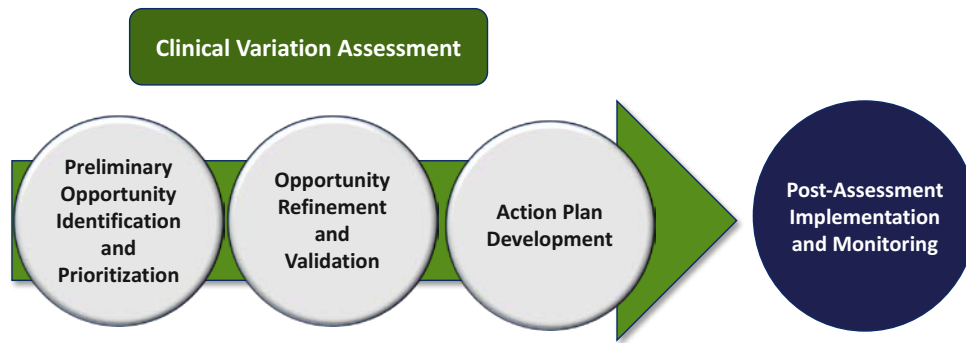 Clinical Variation Assessment
Preliminary
Opportunity
Identification
and
Prioritization
Opportunity
Refinement
and
Validation
Action Plan
Development
Post-Assessment
Implementation
and Monitoring